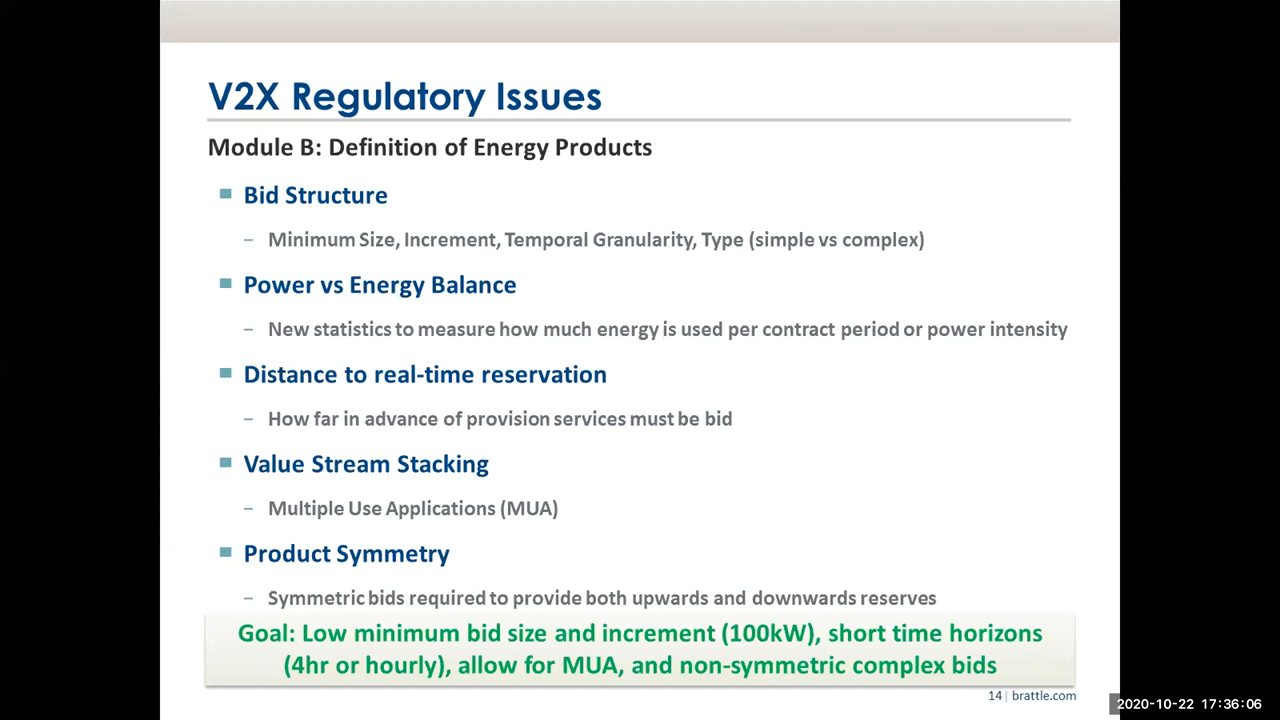 V2X Regulatory Issues
Module B: Definition of Energy Products
Bid Structure
– Minimum Size, Increment, Temporal Granularity, Type (simple vs complex)
Power vs Energy Balance
– New statistics to measure how much energy is used per contract period or power intensity
Distance to real-time reservation
– How far in advance of provision services must be bid
Value Stream Stacking
– Multiple Use Applications (MUA)
Product Symmetry
– Symmetric bids required to provide both upwards and downwards reserves
Goal: Low minimum bid size and increment (100kW), short time horizons
(4hr or hourly), allow for MUA, and non-symmetric complex bids
14 | brattle.com
2020-10-22 17:36:06